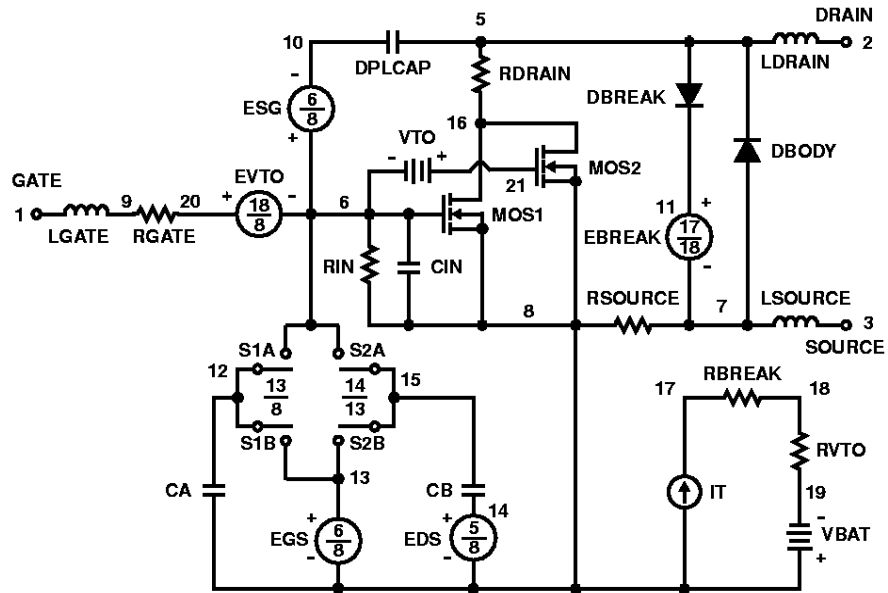 DRAIN
5
10
2
DPLCAP
LDRAIN
RDRAIN
-
DBREAK
6
8
ESG
+
16
VTO
- +
DBODY
MOS2
GATE
EVTO
21
9
20
+
18
8
-
6
MOS1
11
+
1
LGATE
RGATE
EBREAK
17
18
RIN
CIN
-
8
RSOURCE
7
LSOURCE
3
SOURCE
S1A
S2A
12
15
13
8
14
13
RBREAK
17
18
S1B
S2B
RVTO
13
CA
CB
IT
19
+
14
+
-
EGS
6
8
EDS
5
8
VBAT
-
-
+